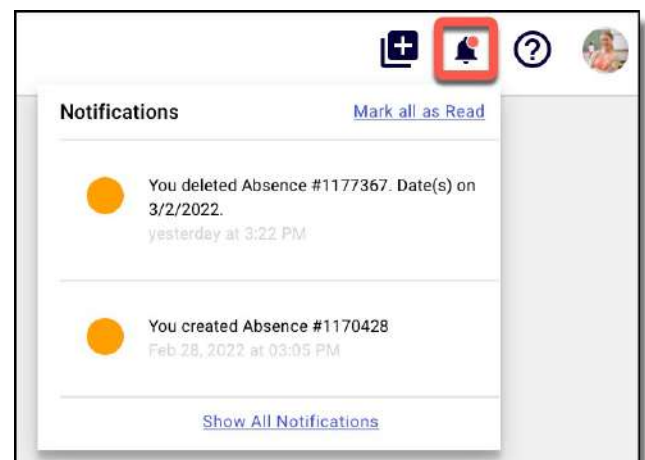 Notifications Mark all as Read
You deleted Absence #1177367. Date(s) on
3/2/2022.
yesterday at 3:22 PM
You created Absence #1170428
Feb 28, 2022 at 03:05 PM
Show All Notifications